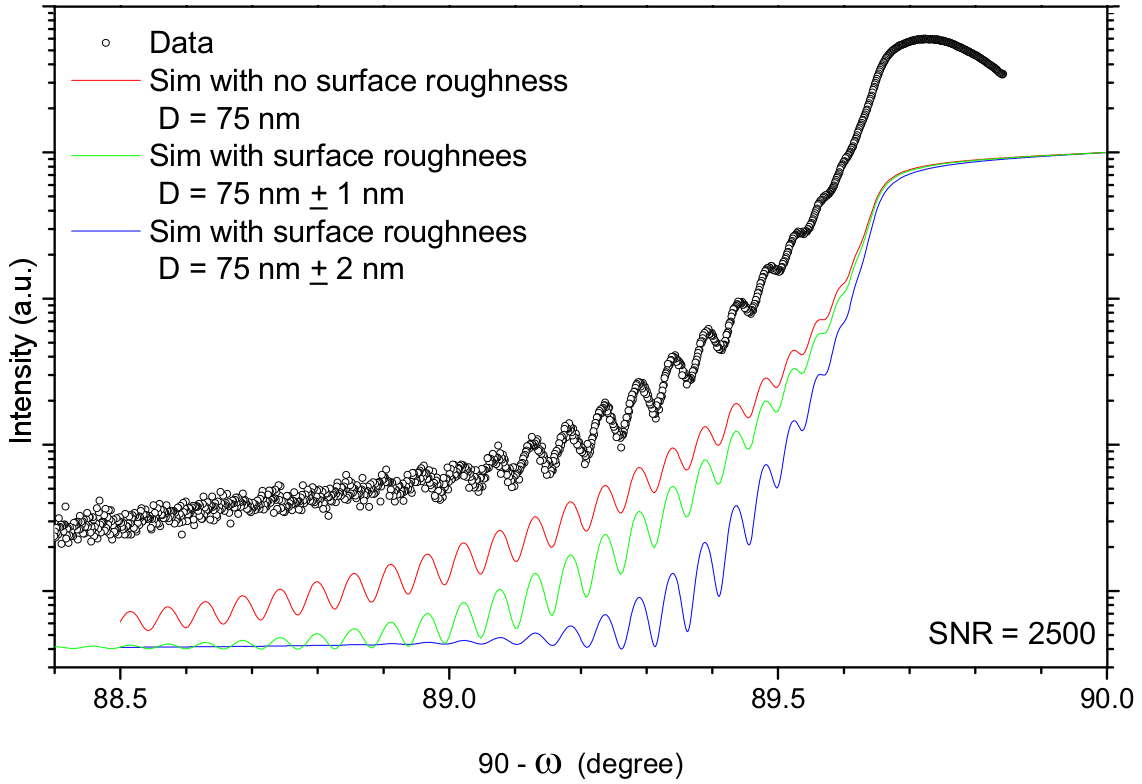 Data
Sim with no surface roughness
D = 75 nm
Sim with surface roughnees
D = 75 nm ± 1 nm
Sim with surface roughnees
D = 75 nm ± 2 nm
Intensity (a.u.)
SNR = 2500
88.5 89.0 89.5 90.0
90 - ω (degree)